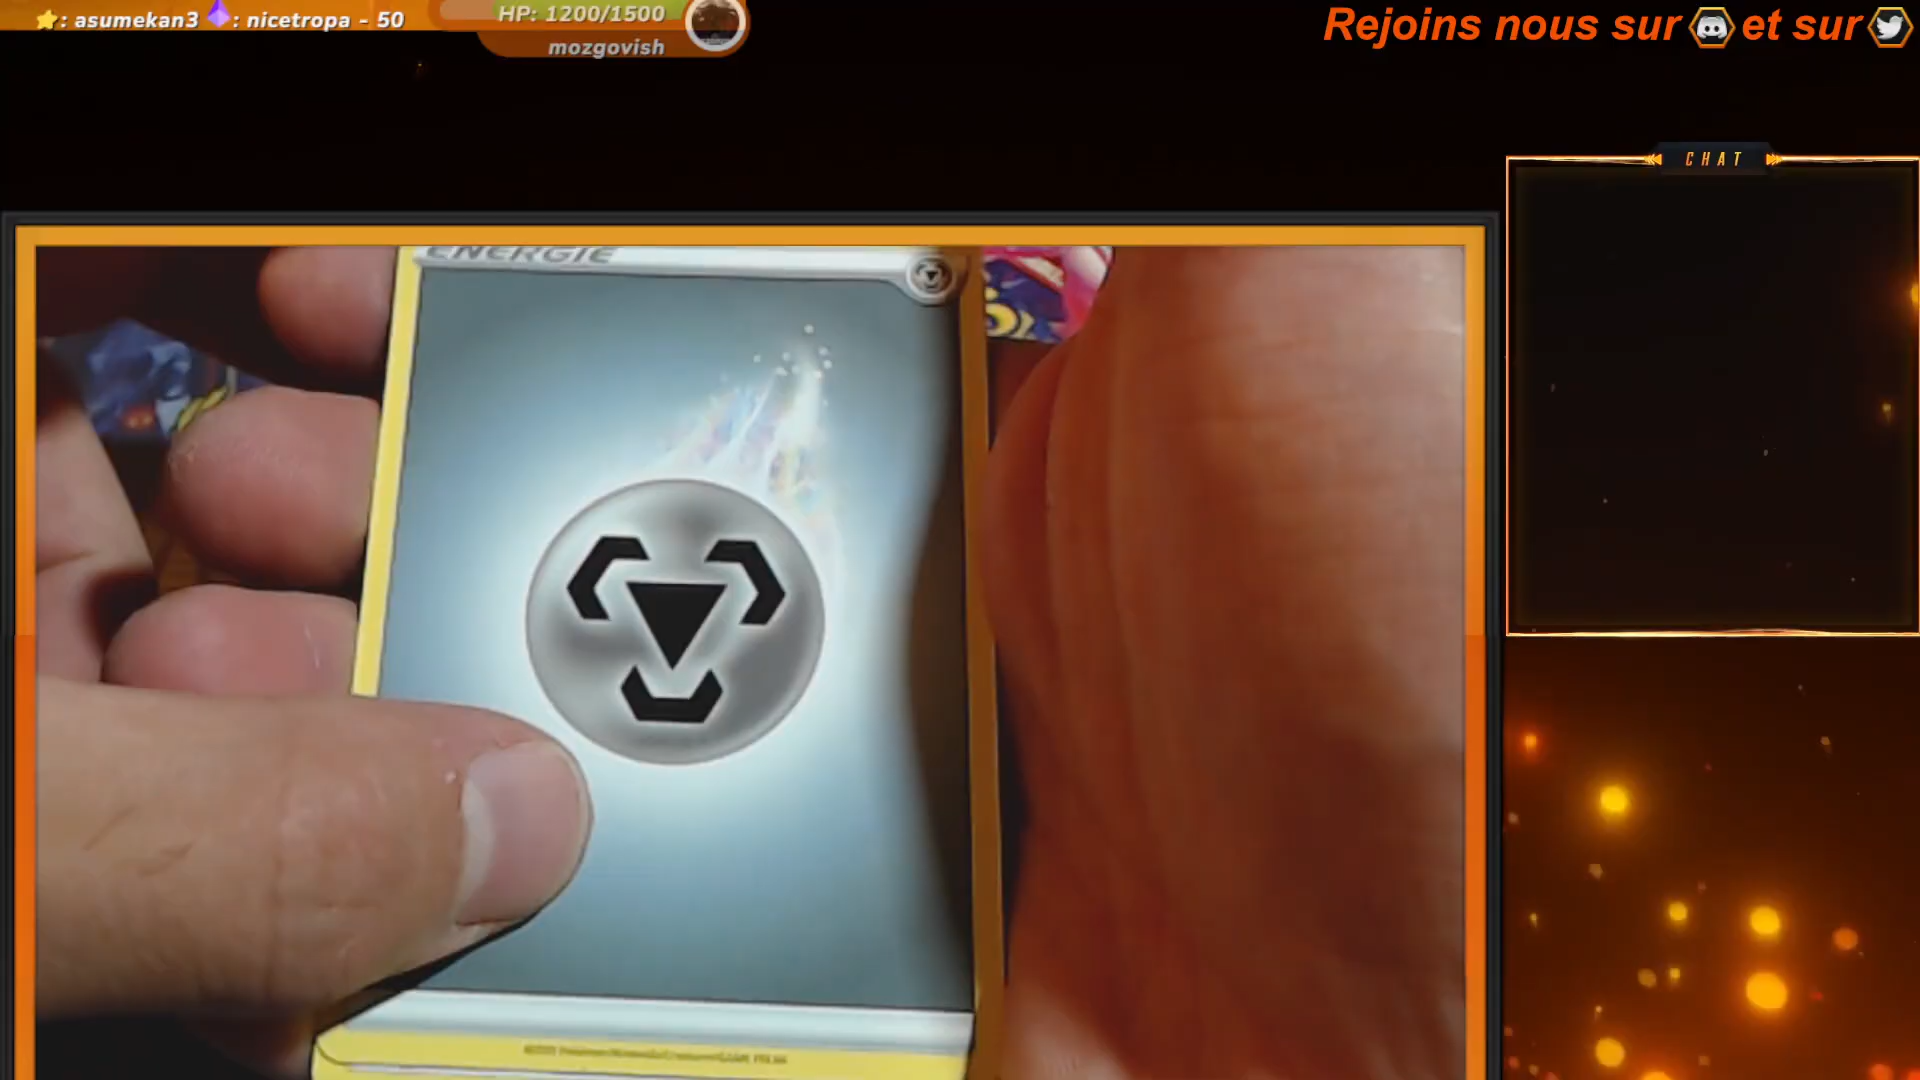 : asumekan3 : nicetropa - 50
HP: 1200/1500
mozgovish
Rejoins nous sur et sur
CHAT
ENERGIE